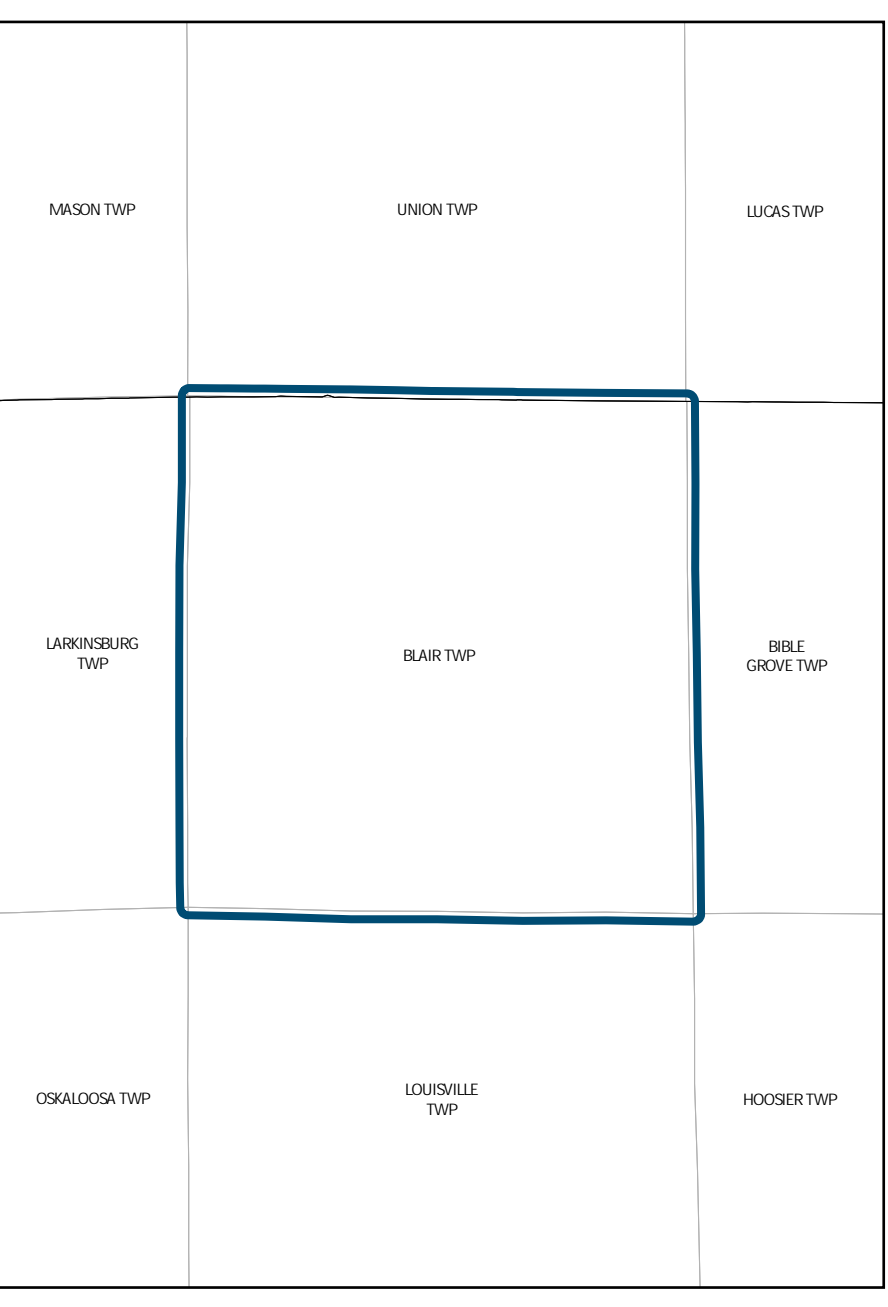 MASON TWP
UNION TWP
LUCAS TWP
LARKINSBURG
TWP
BLAIR TWP
BIBLE
GROVE TWP
OSKALOOSA TWP
LOUISVILLE
TWP
HOOSIER TWP